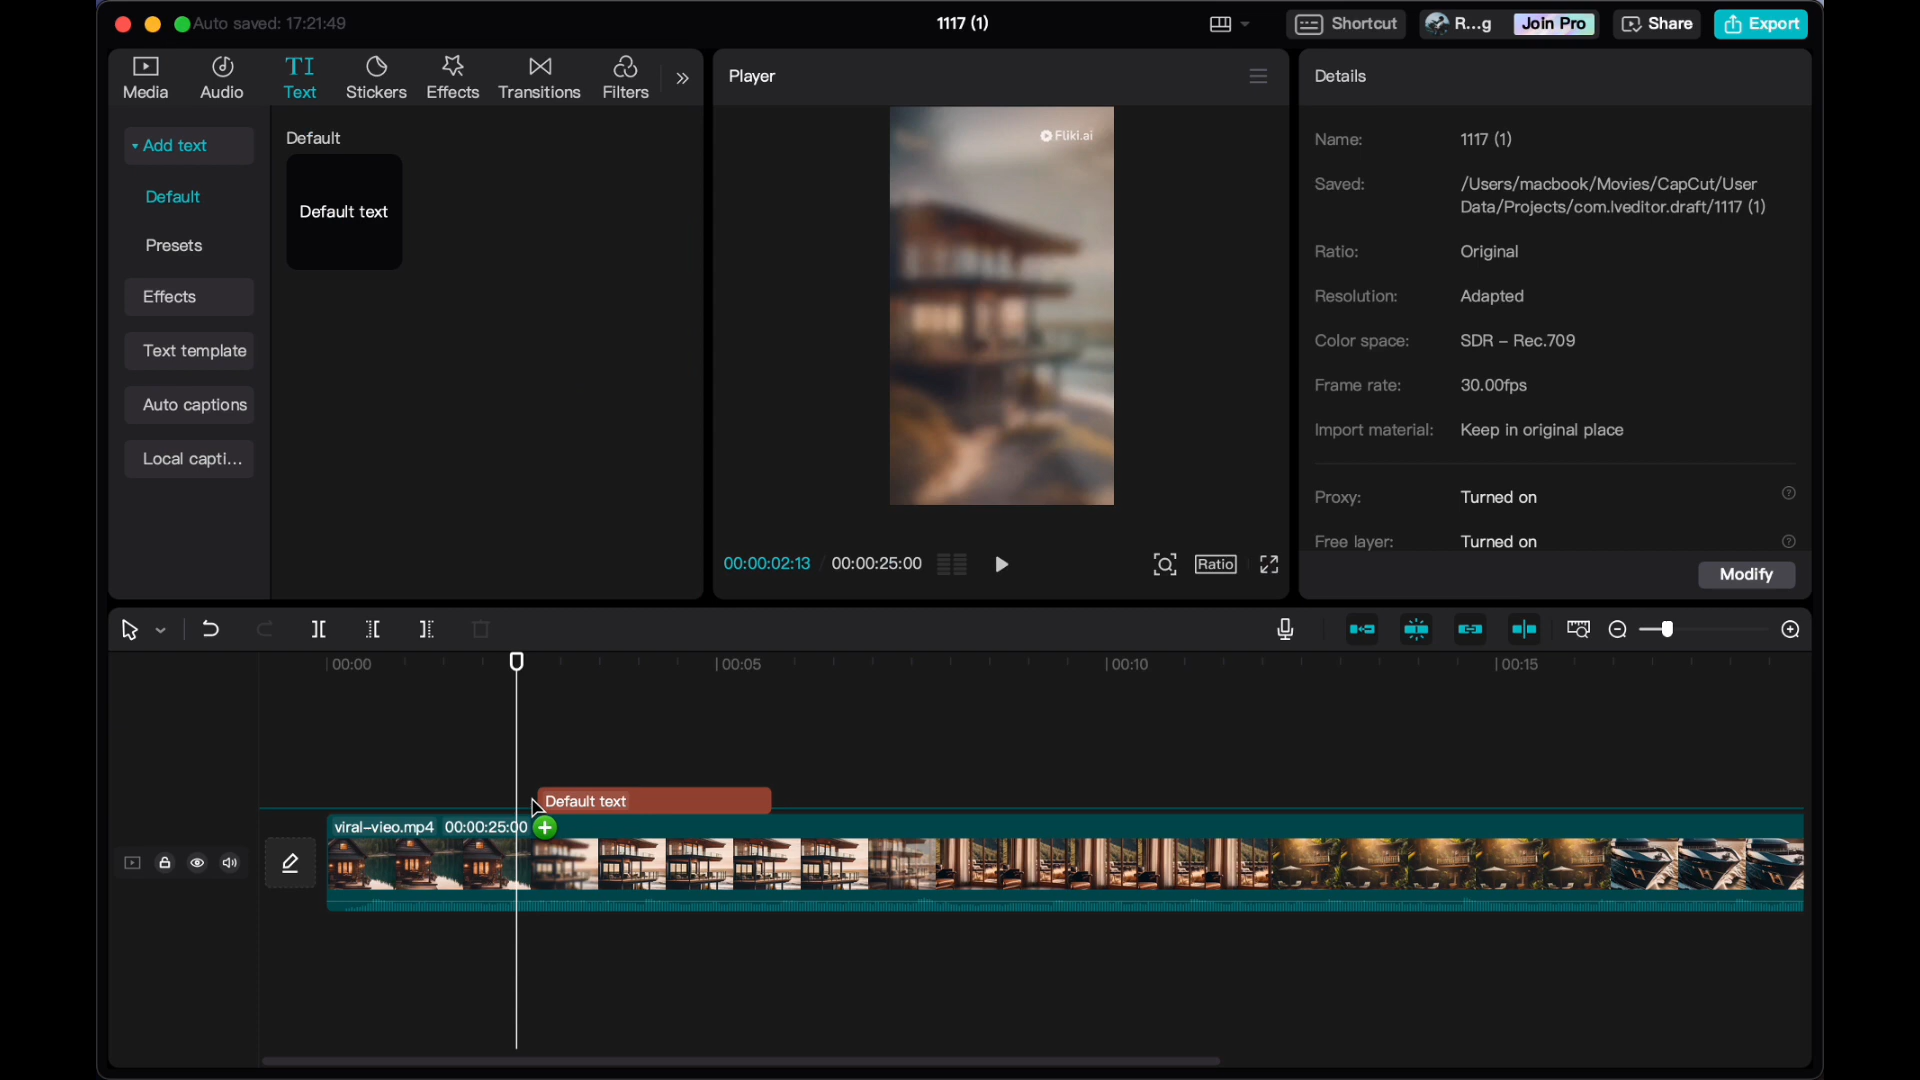 Auto saved: 17:21:49
1117 (1)
Shortcut
R...g
Join Pro
Share
Export
Media
Audio
TI
Text
Stickers
Effects
Transitions
Filters
Add text
Default
Presets
Effects
Text template
Auto captions
Local capti...
Default
Default text
Player
Fliki.ai
00:00:02:13 / 00:00:25:00
Ratio
Details
Name: 1117 (1)
Saved: /Users/macbook/Movies/CapCut/User
Data/Projects/com.lveditor.draft/1117 (1)
Ratio: Original
Resolution: Adapted
Color space: SDR – Rec.709
Frame rate: 30.00fps
Import material: Keep in original place
Proxy: Turned on
Free layer: Turned on
Modify
00:00
00:05
00:10
00:15
Default text
viral-vieo.mp4 00:00:25:00